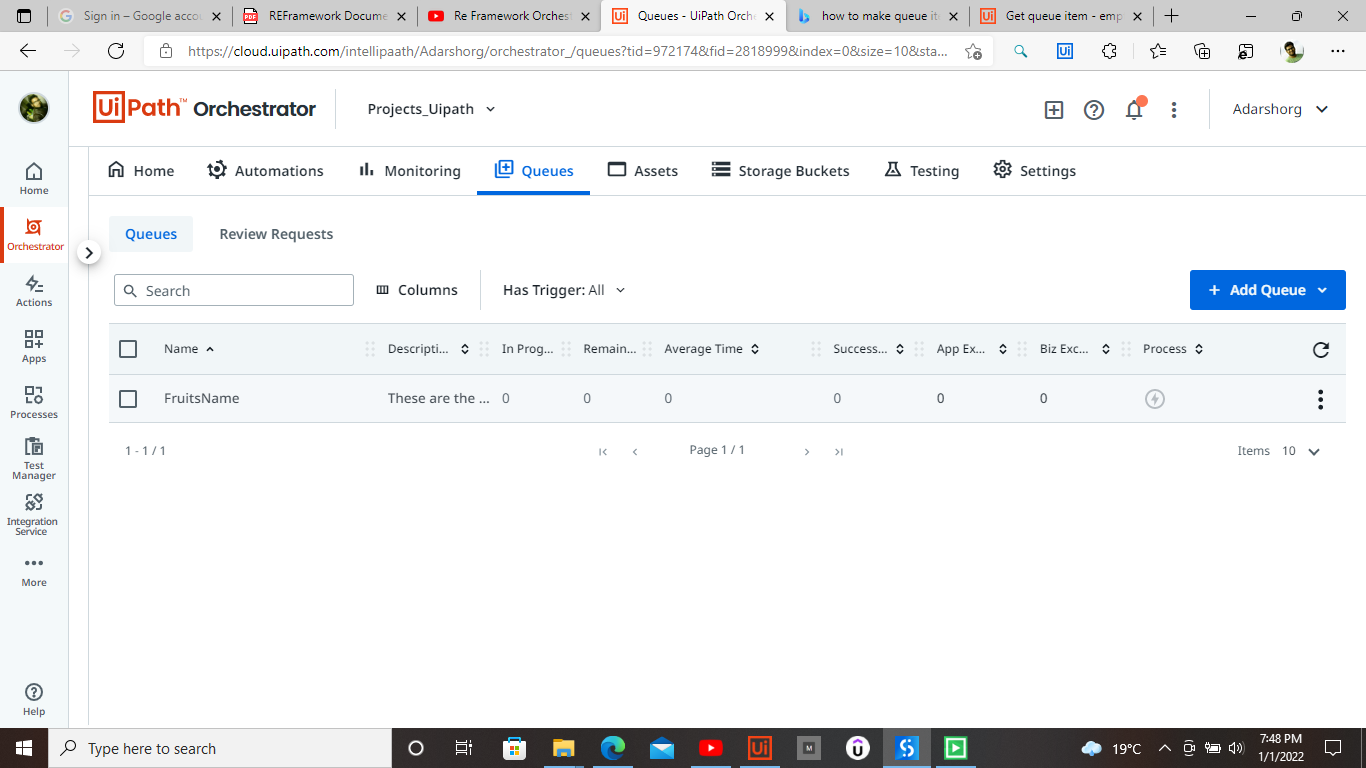 Sign in – Google accou
REFramework Docume
Re Framework Orchest
Queues - UiPath Orche
how to make queue it
Get queue item - emp
https://cloud.uipath.com/intellipaath/Adarshorg/orchestrator_/queues?tid=972174&fid=2818999&index=0&size=10&sta...
Ui
UiPath™ Orchestrator
Projects_Uipath
Adarshorg
Home
Automations
Monitoring
Queues
Assets
Storage Buckets
Testing
Settings
Home
Orchestrator
Actions
Apps
Processes
Test
Manager
Integration
Service
More
Help
Queues
Review Requests
Search
Columns
Has Trigger: All
+ Add Queue
Name
Descripti...
In Prog...
Remain...
Average Time
Success...
App Ex...
Biz Exc...
Process
FruitsName
These are the ...
0
0
0
0
0
0
1 - 1 / 1
Page 1 / 1
Items 10
Type here to search
Ui
M
19°C
7:48 PM
1/1/2022